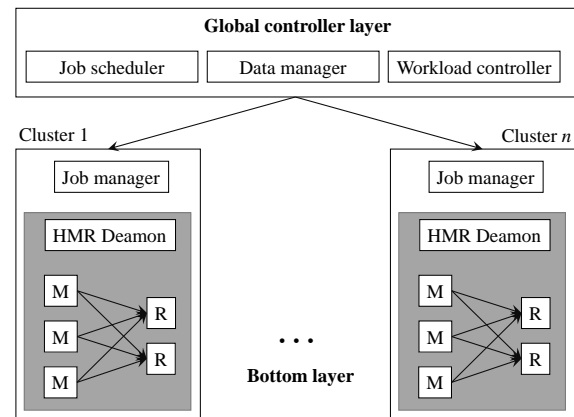 Global controller layer
Job scheduler
Data manager
Workload controller
Cluster 1
Cluster n
Job manager
Job manager
HMR Deamon
HMR Deamon
M
M
M
R
R
M
M
M
R
R
...
Bottom layer